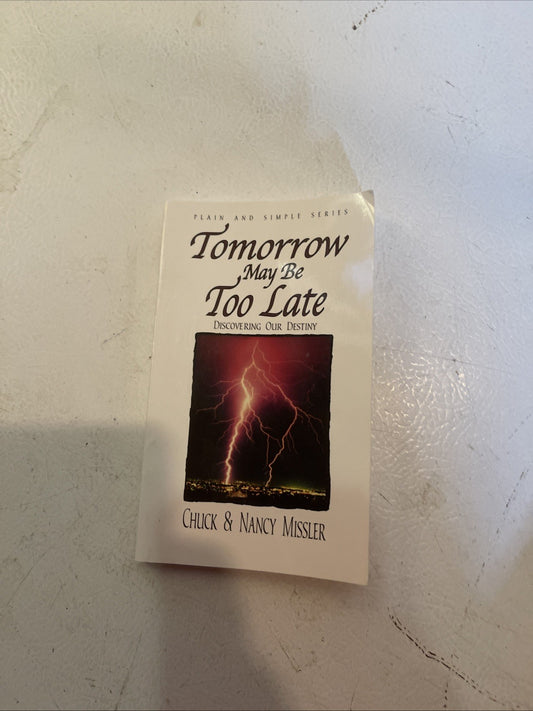 PLAIN AND SIMPLE SERIES
Tomorrow
May Be
Too Late
DISCOVERING OUR DESTINY
CHUCK & NANCY MISSLER